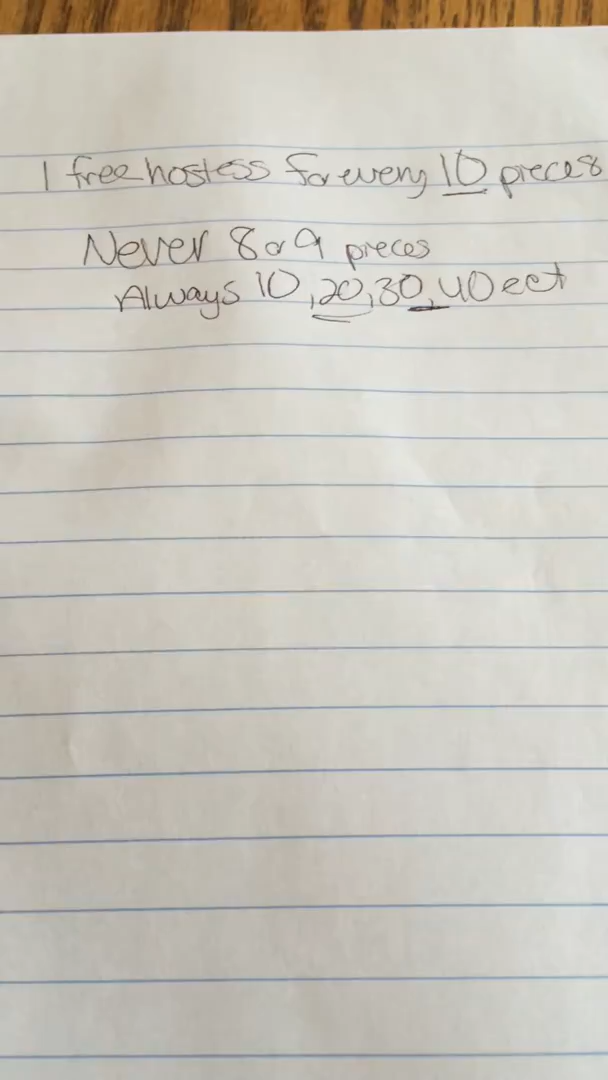 1 free hostess for every 10 pieces
Never 8 or 9 pieces
Always 10, 20, 30, 40 ect